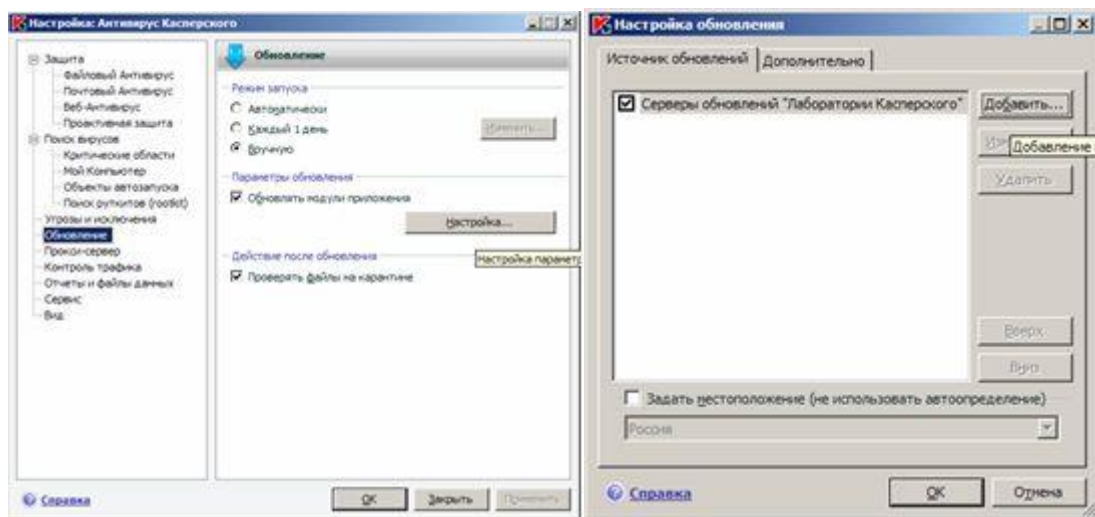 Настройка: Антивирус Касперского
Защита
Файловый Антивирус
Почтовый Антивирус
Веб-Антивирус
Проактивная защита
Поиск вирусов
Критические области
Мой Компьютер
Объекты автозапуска
Поиск руткитов (rootkit)
Угрозы и исключения
Обновление
Прокси-сервер
Контроль трафика
Отчеты и файлы данных
Сервис
Вид
Обновление
Режим запуска
Автоматически
Каждый 1 день
Изменить...
Вручную
Параметры обновления
Обновлять модули приложения
Настройка...
Настройка парамет
Действие после обновления
Проверять файлы на карантине
Справка
OK
Закрыть
Применить
Настройка обновления
Источник обновлений
Дополнительно
Серверы обновлений "Лаборатории Касперского"
Добавить...
Добавление
Удалить
Вверх
Вниз
Задать местоположение (не использовать автоопределение)
Россия
Справка
OK
Отмена